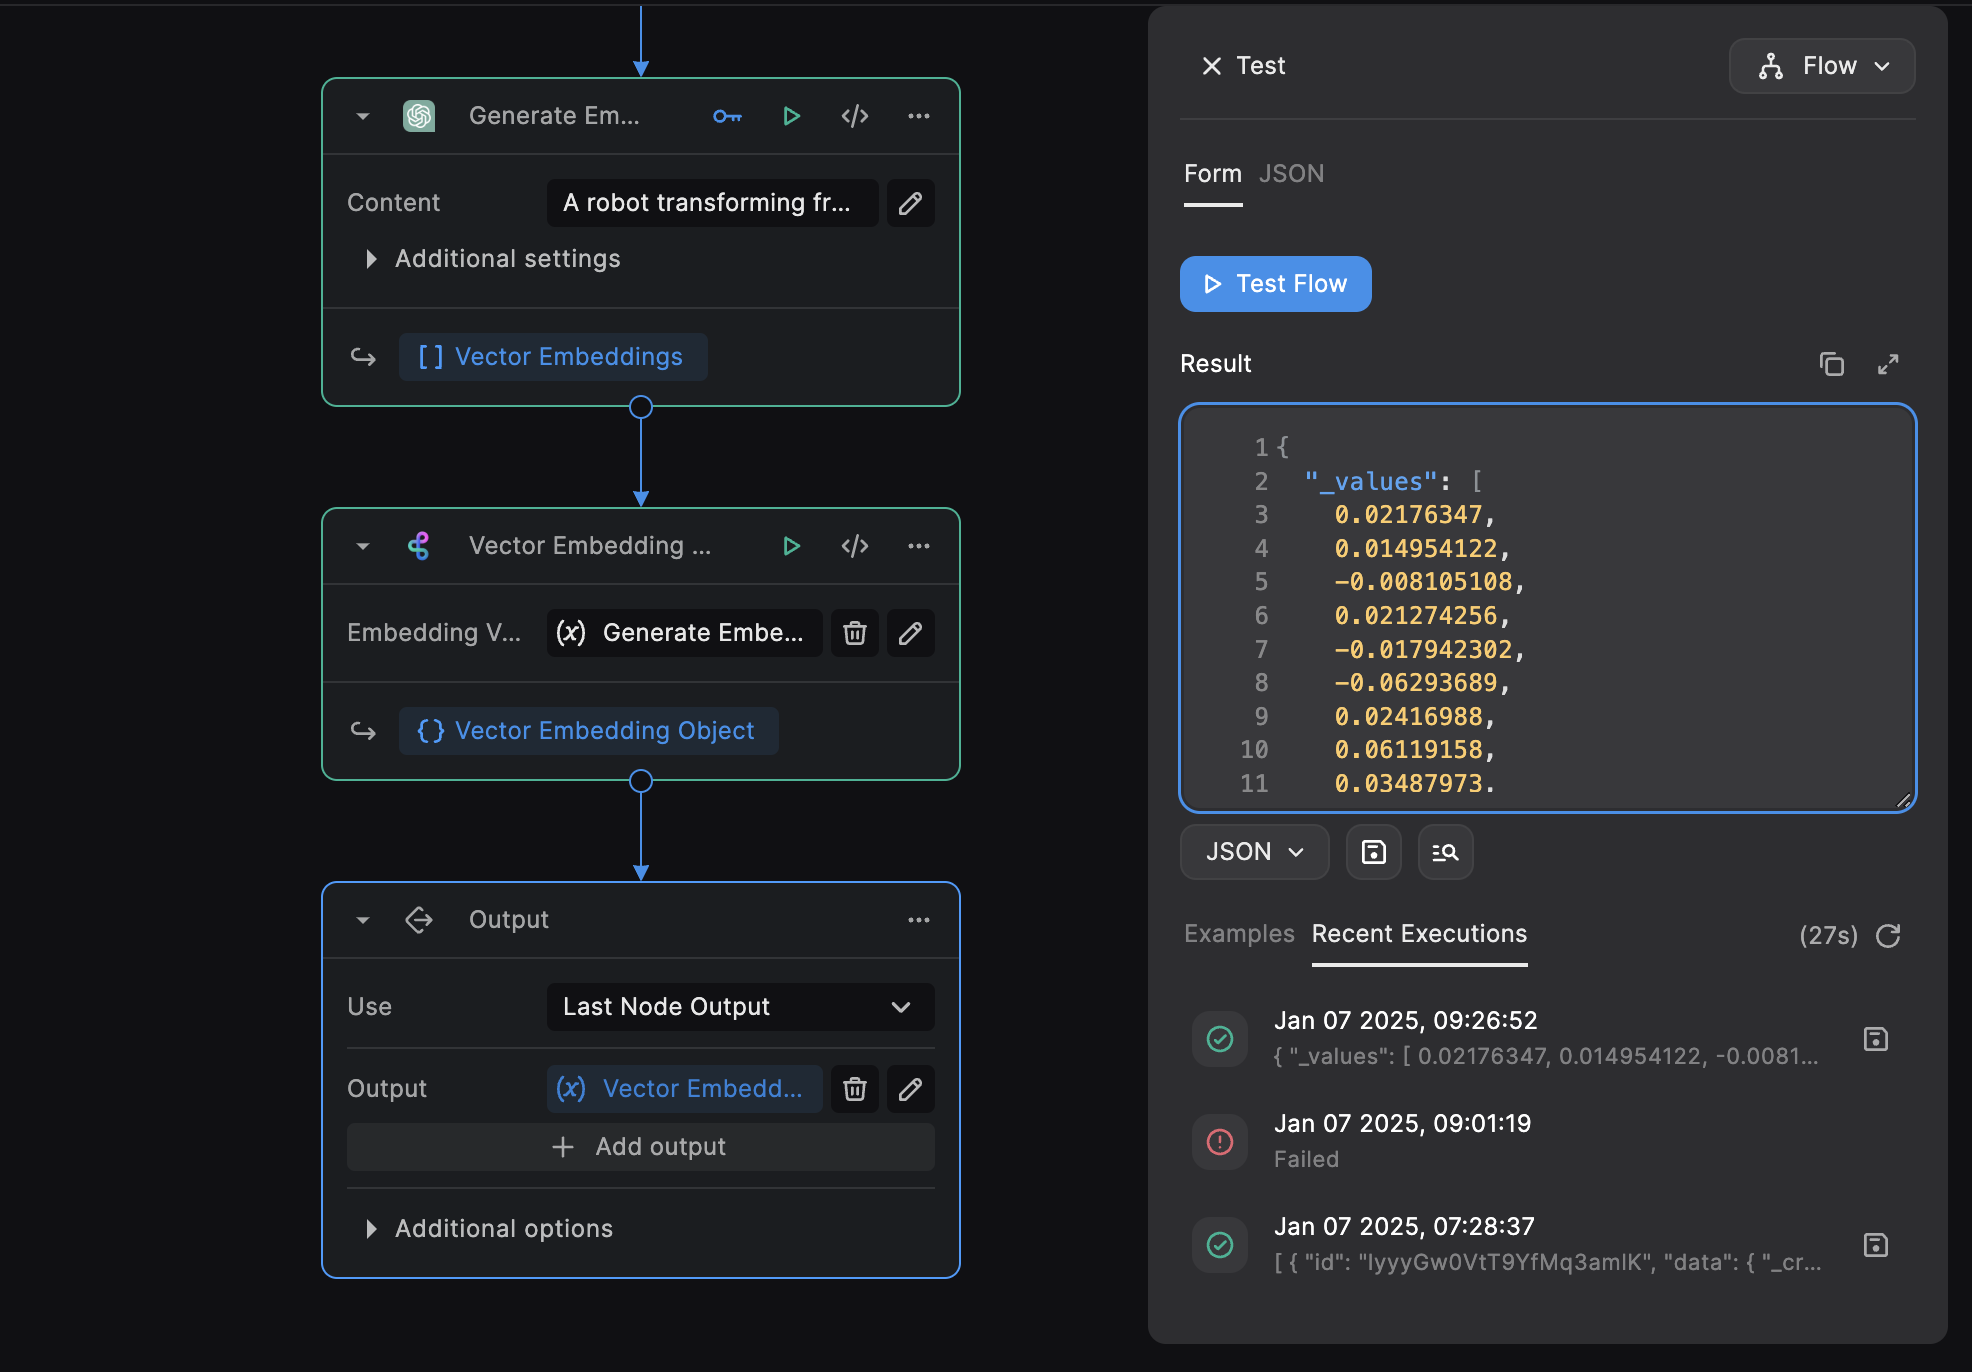 Generate Em...
Content
A robot transforming fr...
Additional settings
[ ] Vector Embeddings
Vector Embedding ...
Embedding V...
(x) Generate Embe...
{} Vector Embedding Object
Output
Use
Last Node Output
Output
(x) Vector Embedd...
+ Add output
Additional options
Test
Flow
Form JSON
Test Flow
Result
1 {
2 "_values": [
3 0.02176347,
4 0.014954122,
5 -0.008105108,
6 0.021274256,
7 -0.017942302,
8 -0.06293689,
9 0.02416988,
10 0.06119158,
11 0.03487973.
JSON
Examples Recent Executions (27s)
Jan 07 2025, 09:26:52
{ "_values": [ 0.02176347, 0.014954122, -0.0081...
Jan 07 2025, 09:01:19
Failed
Jan 07 2025, 07:28:37
[ { "id": "lyyyGw0VtT9YfMq3amlK", "data": { "_cr...